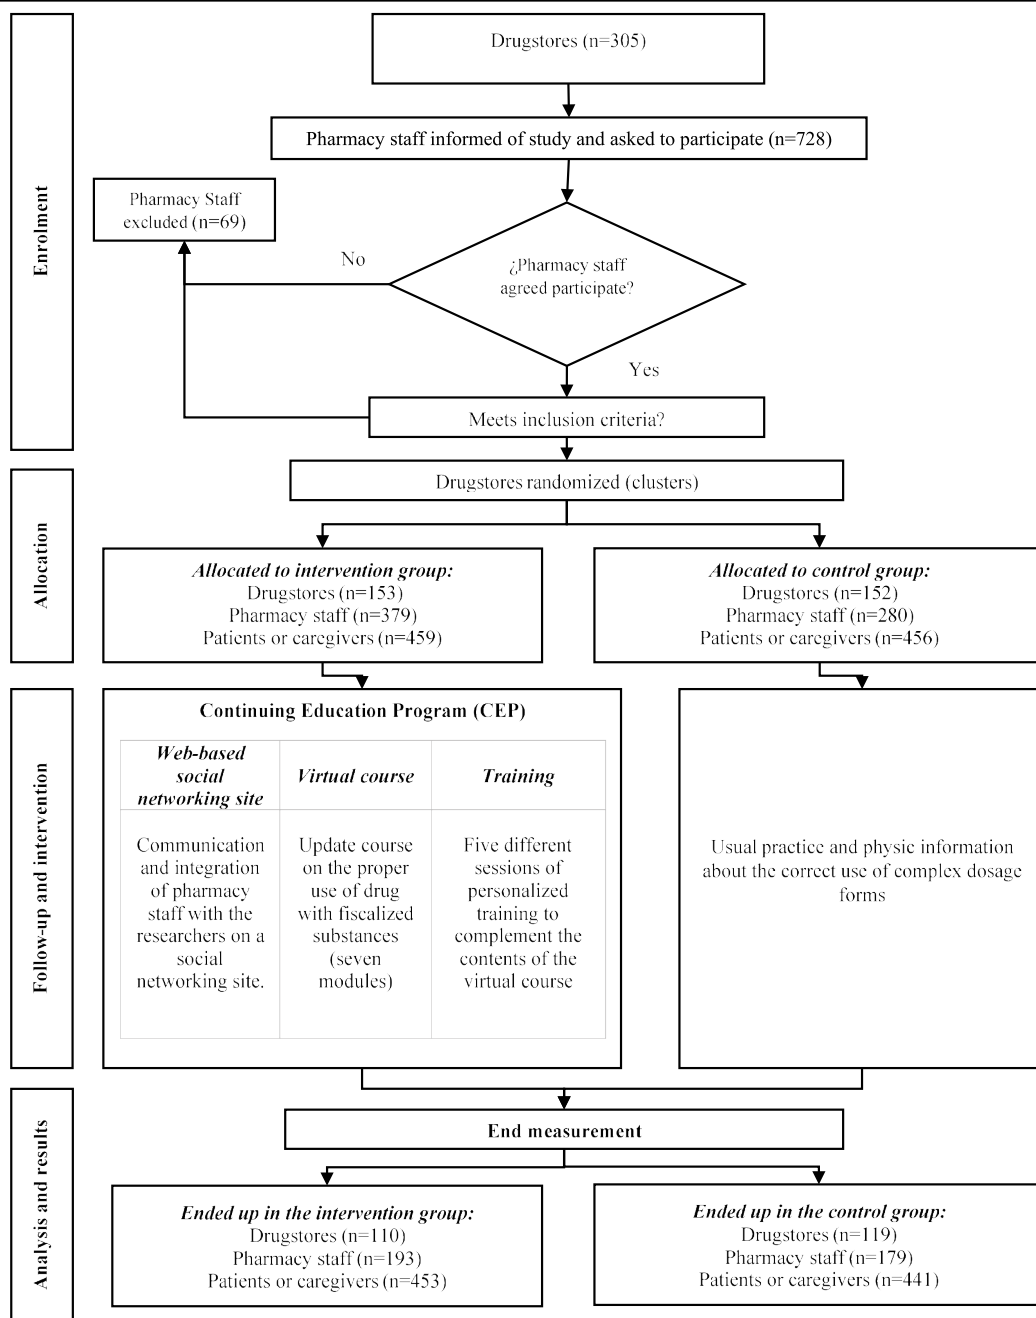 Enrolment
Drugstores (n=305)
Pharmacy staff informed of study and asked to participate (n=728)
Pharmacy Staff
excluded (n=69)
No
¿Pharmacy staff
agreed participate?
Yes
Meets inclusion criteria?
Allocation
Drugstores randomized (clusters)
Allocated to intervention group:
Drugstores (n=153)
Pharmacy staff (n=379)
Patients or caregivers (n=459)
Allocated to control group:
Drugstores (n=152)
Pharmacy staff (n=280)
Patients or caregivers (n=456)
Follow-up and intervention
Continuing Education Program (CEP)
Web-based
social
networking site
Virtual course
Training
Communication
and integration
of pharmacy
staff with the
researchers on a
social
networking site.
Update course
on the proper
use of drug
with fiscalized
substances
(seven
modules)
Five different
sessions of
personalized
training to
complement the
contents of the
virtual course
Usual practice and physic information
about the correct use of complex dosage
forms
Analysis and results
End measurement
Ended up in the intervention group:
Drugstores (n=110)
Pharmacy staff (n=193)
Patients or caregivers (n=453)
Ended up in the control group:
Drugstores (n=119)
Pharmacy staff (n=179)
Patients or caregivers (n=441)